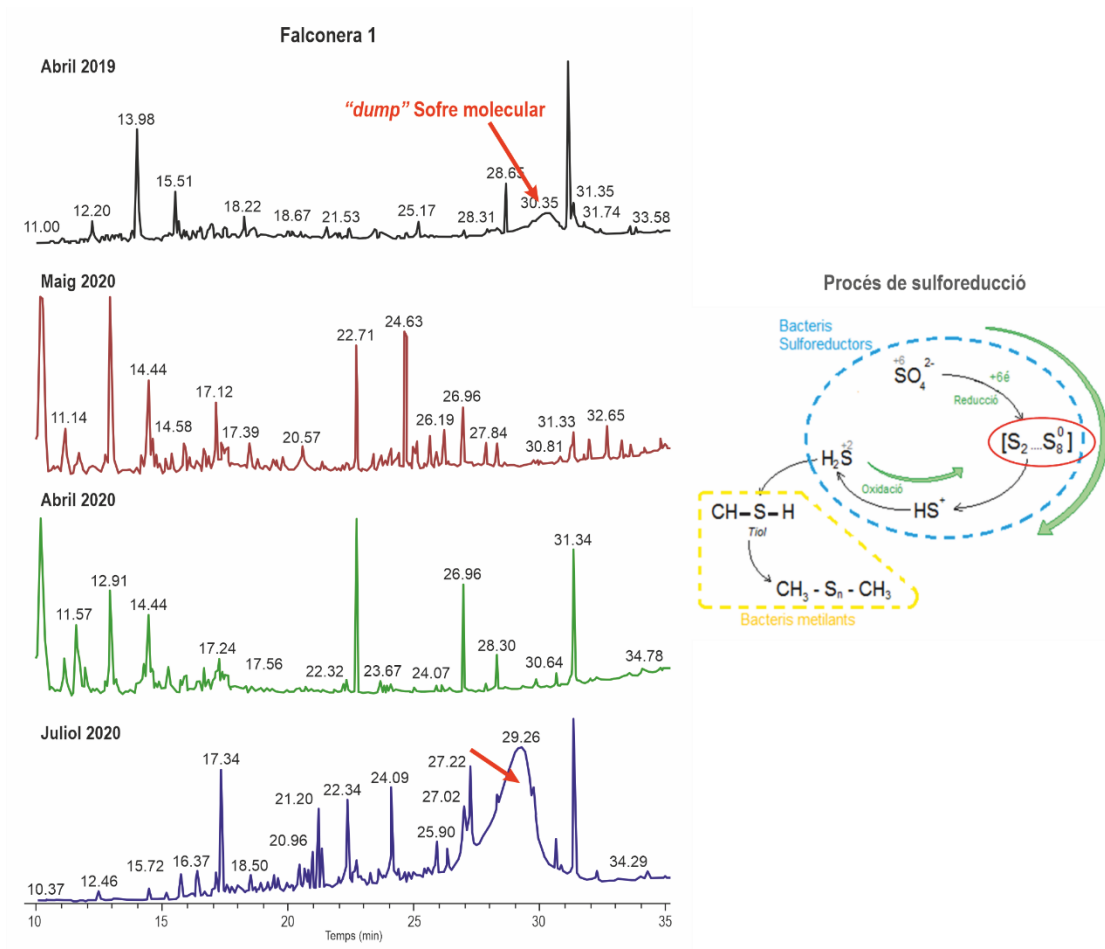 Falconera 1
Abril 2019
“dump” Sofre molecular
13.98
28.65
15.51
30.35
31.35
12.20
18.22
18.67
21.53
25.17
28.31
31.74
33.58
11.00
Maig 2020
22.71
24.63
14.44
17.12
26.96
11.14
14.58
17.39
20.57
26.19
27.84
30.81
31.33
32.65
Abril 2020
31.34
12.91
26.96
11.57
14.44
17.24
17.56
22.32
23.67
24.07
28.30
30.64
34.78
Juliol 2020
29.26
17.34
27.22
24.09
22.34
21.20
27.02
20.96
25.90
15.72
16.37
18.50
34.29
10.37
12.46
10 15 20 25 30 35
Temps (min)
Procés de sulforeducció
Bacteris
Sulforeductors
+6
SO₄²⁻
+6é
Reducció
[S₂....S₈⁰]
+2
H₂S
Oxidació
HS⁺
CH–S–H
Tiol
CH₃ - Sₙ – CH₃
Bacteris metilants